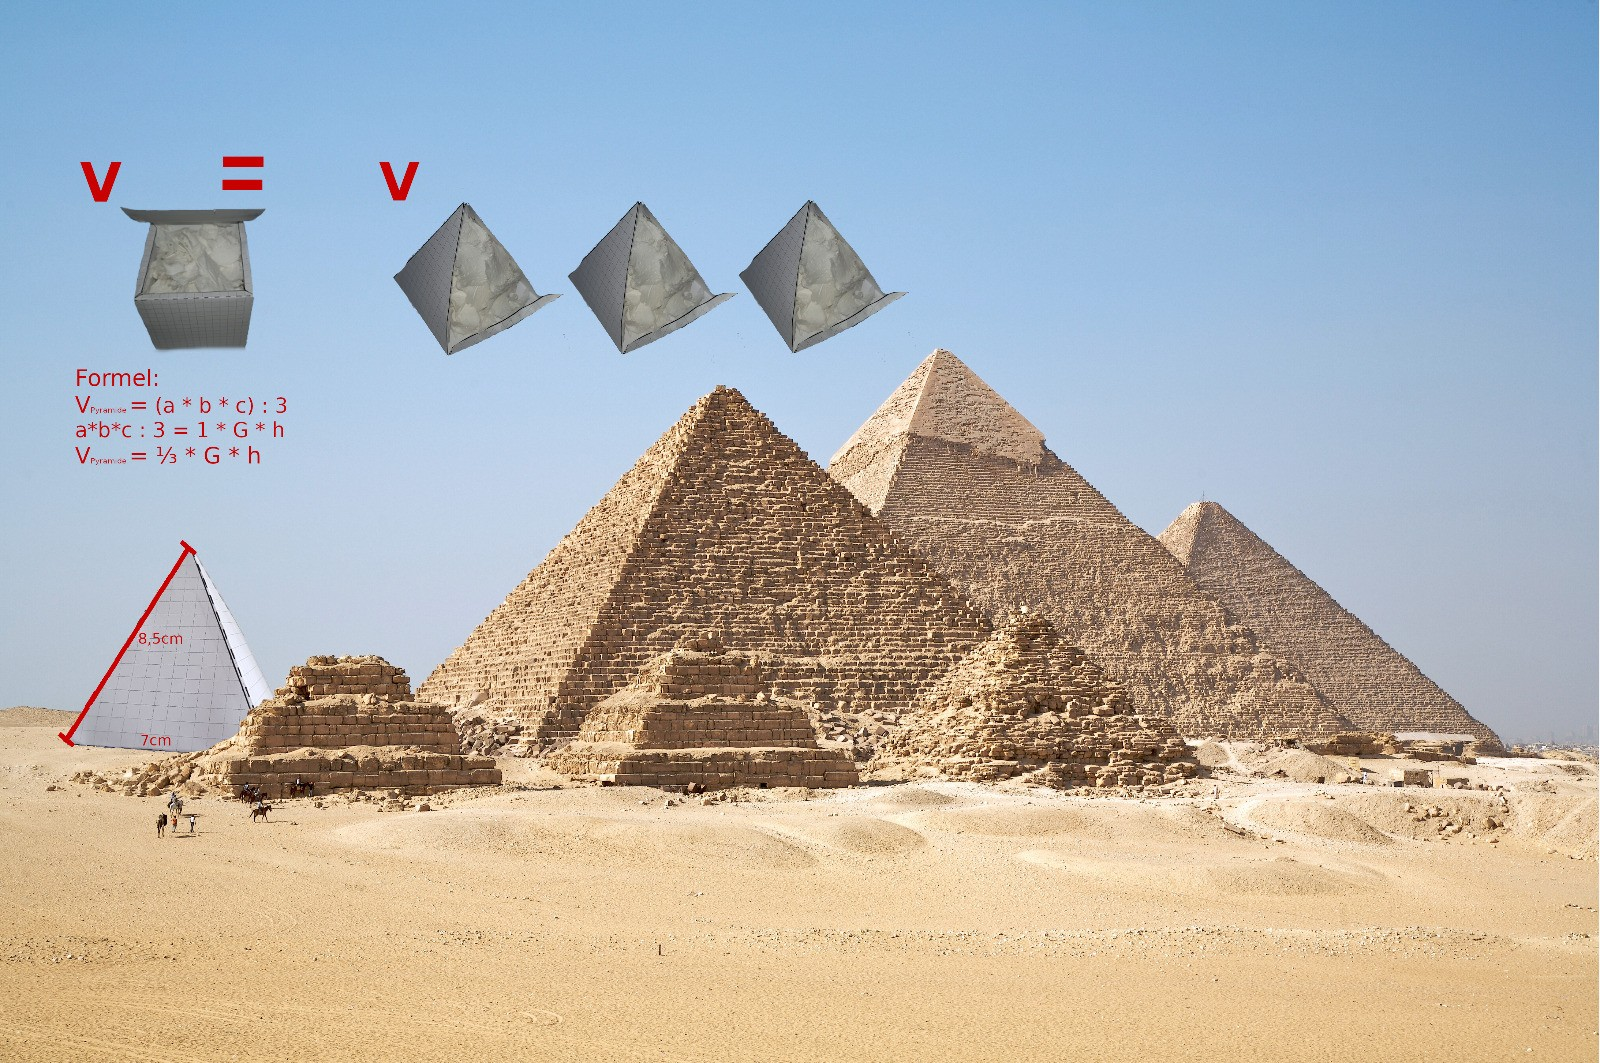 V = V
Formel:
VPyramide = (a * b * c) : 3
a*b*c : 3 = 1 * G * h
VPyramide = ⅓ * G * h
8,5cm
7cm